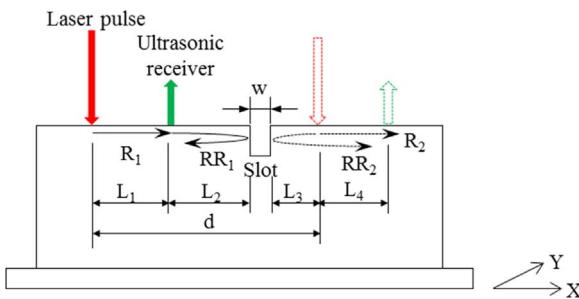 Laser pulse
Ultrasonic
receiver
w
R1
RR1
Slot
RR2
R2
L1
L2
L3
L4
d
Y
X